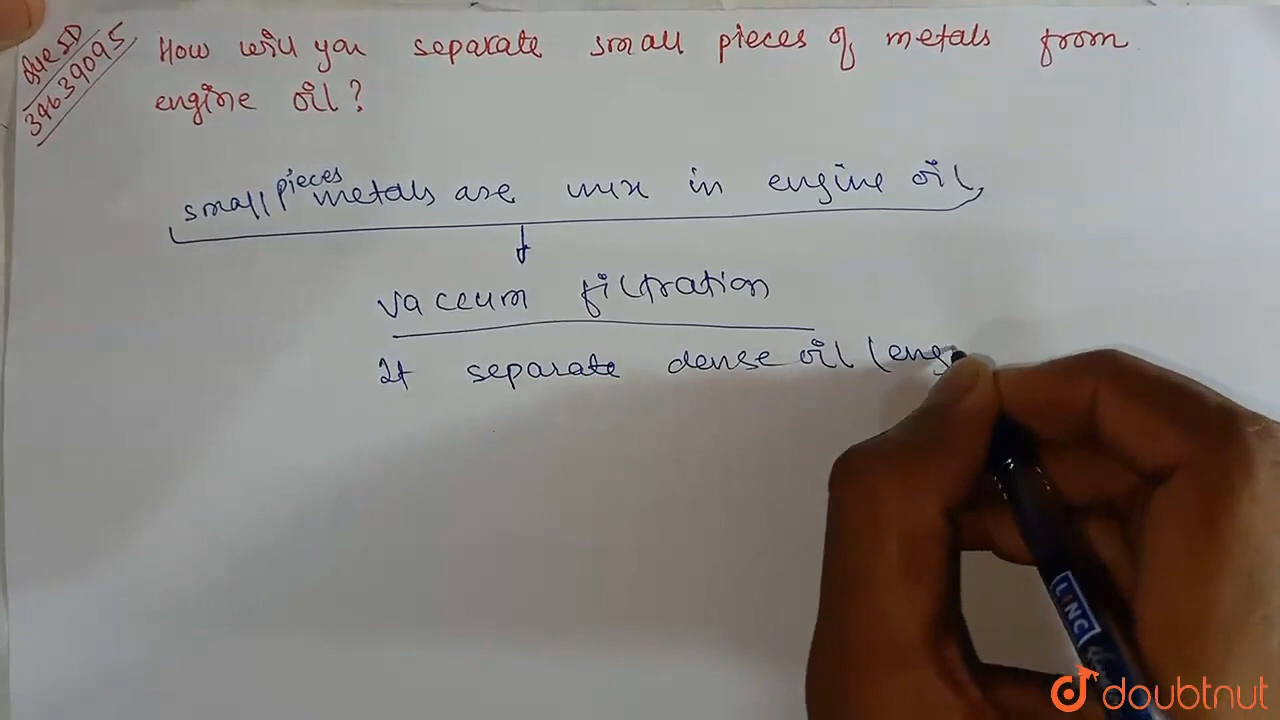 Que ID
34639095
How will you separate small pieces of metals from
engine oil?
small pieces metals are mix in engine oil,
vaccum filtration
It separate dense oil (eng
LINC
doubtnut